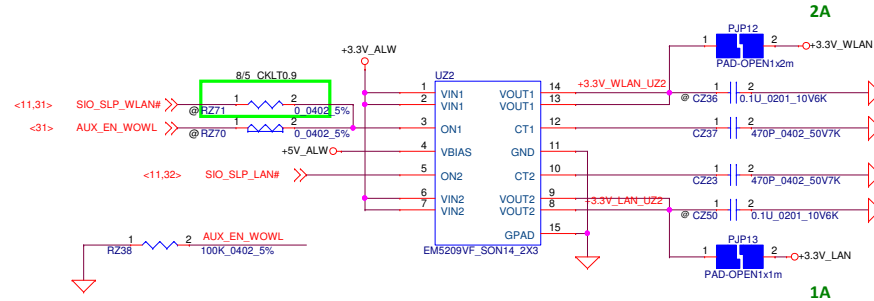 2A
PJP12
1 2
+3.3V_WLAN
PAD-OPEN1x2m
+3.3V_ALW
8/5 CKLT0.9
UZ2
<11,31> SIO_SLP_WLAN# 1 2
@RZ71 0_0402_5%
<31> AUX_EN_WOWL 1 2
@RZ70 0_0402_5%
+5V_ALW
<11,32> SIO_SLP_LAN#
1 VIN1 VOUT1 14
2 VIN1 VOUT1 13
3 ON1 CT1 12
4 VBIAS GND 11
5 ON2 CT2 10
6 VIN2 VOUT2 9
7 VIN2 VOUT2 8
GPAD 15
EM5209VF_SON14_2X3
+3.3V_WLAN_UZ2
1 2
@ CZ36 0.1U_0201_10V6K
1 2
CZ37 470P_0402_50V7K
1 2
CZ23 470P_0402_50V7K
+3.3V_LAN_UZ2
1 2
@ CZ50 0.1U_0201_10V6K
AUX_EN_WOWL
1 2
RZ38 100K_0402_5%
PJP13
1 2
+3.3V_LAN
PAD-OPEN1x1m
1A